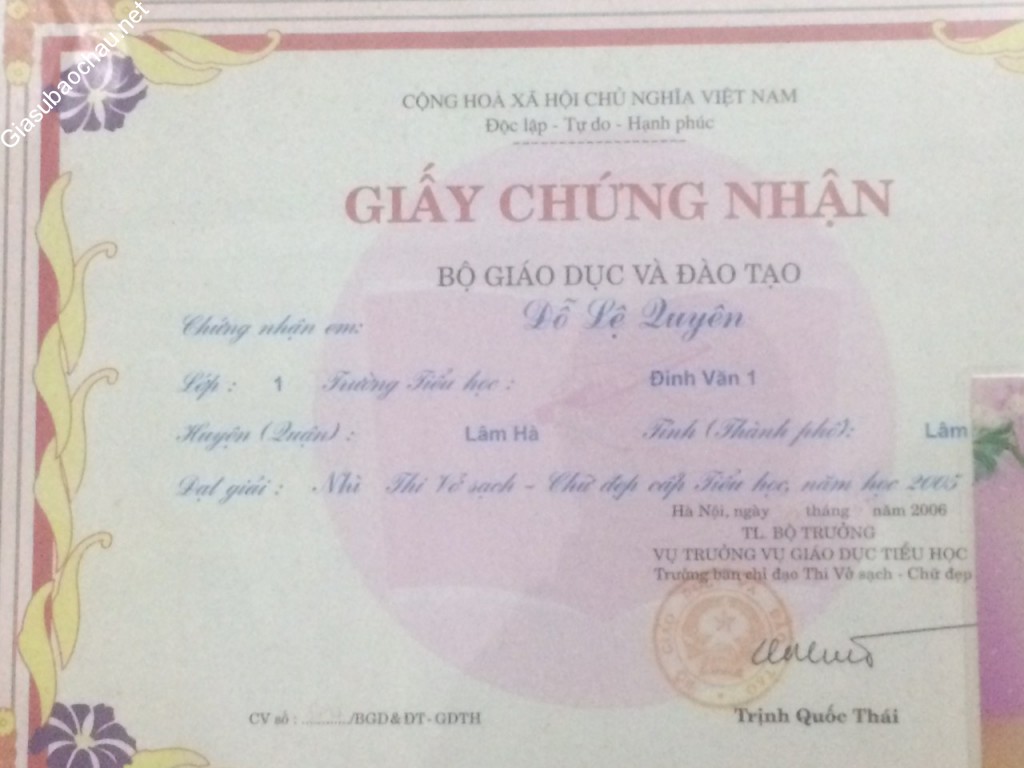 Giasubaochau.net
CỘNG HOÀ XÃ HỘI CHỦ NGHĨA VIỆT NAM
Độc lập - Tự do - Hạnh phúc
GIẤY CHỨNG NHẬN
BỘ GIÁO DỤC VÀ ĐÀO TẠO
Chứng nhận em: Đỗ Lệ Quyên
Lớp : 1 Trường Tiểu học : Đinh Văn 1
Huyện (Quận) : Lâm Hà Tỉnh (Thành phố): Lâm
Đạt giải : Nhì Thi Vở sạch - Chữ đẹp cấp Tiểu học, năm học 2005
Hà Nội, ngày tháng năm 2006
TL. BỘ TRƯỞNG
VỤ TRƯỞNG VỤ GIÁO DỤC TIỂU HỌC
Trưởng ban chỉ đạo Thi Vở sạch - Chữ đẹp
CV số : ........../BGD & ĐT - GDTH
Trịnh Quốc Thái